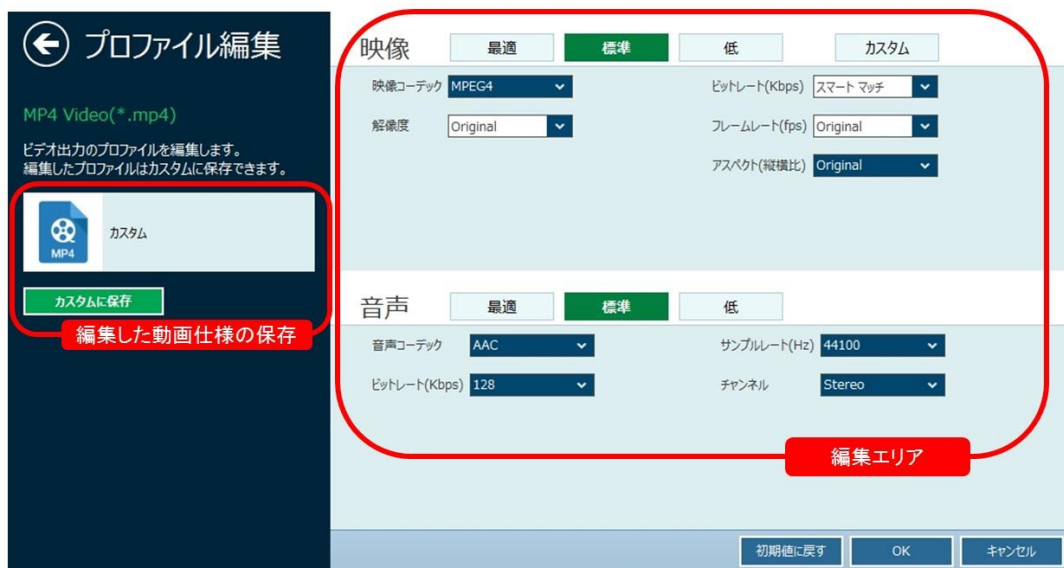 プロファイル編集
MP4 Video(*.mp4)
ビデオ出力のプロファイルを編集します。
編集したプロファイルはカスタムに保存できます。
MP4
カスタム
カスタムに保存
編集した動画仕様の保存
映像 最適 標準 低 カスタム
映像コーデック MPEG4 ビットレート(Kbps) スマート マッチ
解像度 Original フレームレート(fps) Original
アスペクト(縦横比) Original
音声 最適 標準 低
音声コーデック AAC サンプルレート(Hz) 44100
ビットレート(Kbps) 128 チャンネル Stereo
編集エリア
初期値に戻す OK キャンセル